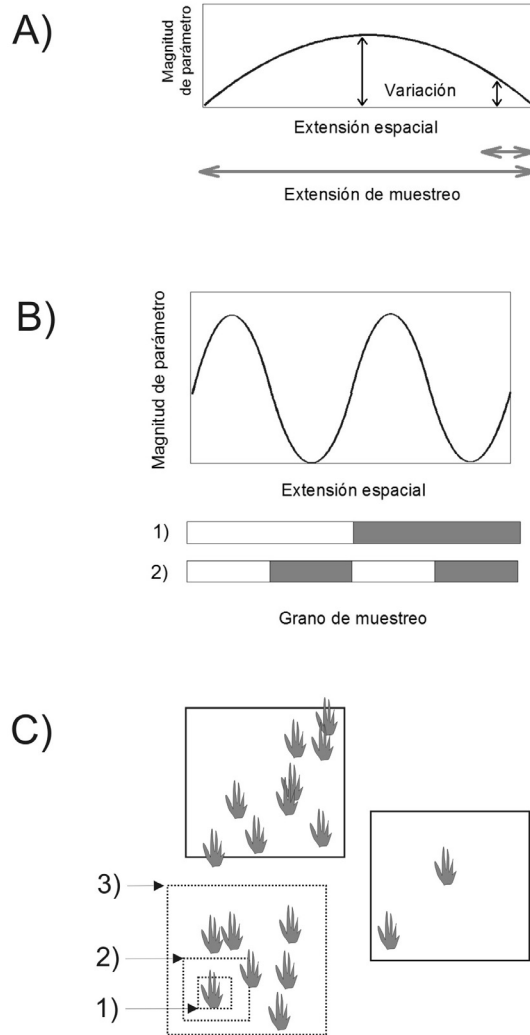 A)
Magnitud
de parámetro
Variación
Extensión espacial
Extensión de muestreo
B)
Magnitud de parámetro
Extensión espacial
1)
2)
Grano de muestreo
C)
3)
2)
1)